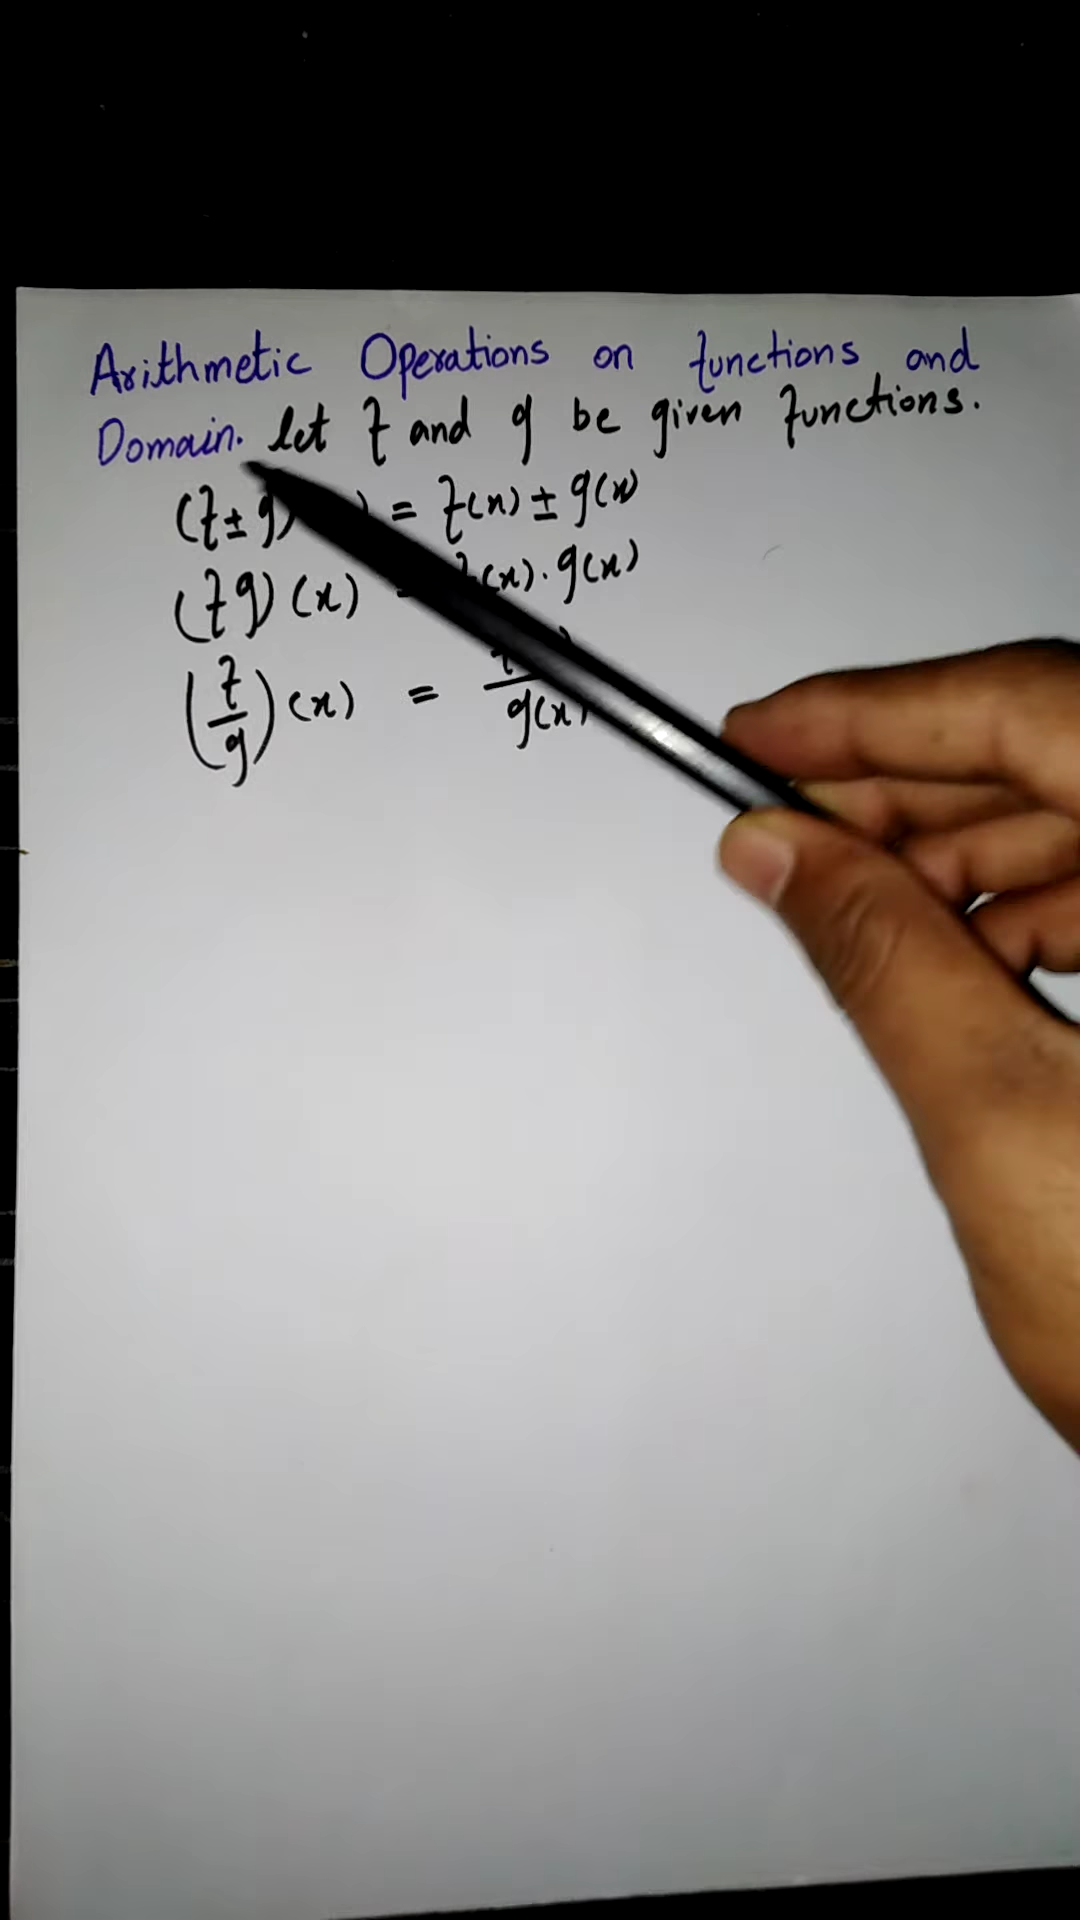 Arithmetic Operations on functions and
Domain. let f and g be given functions.
(f±g) = f(x) ± g(x)
(fg)(x) (x).g(x)
(f/g)(x) = /g(x)